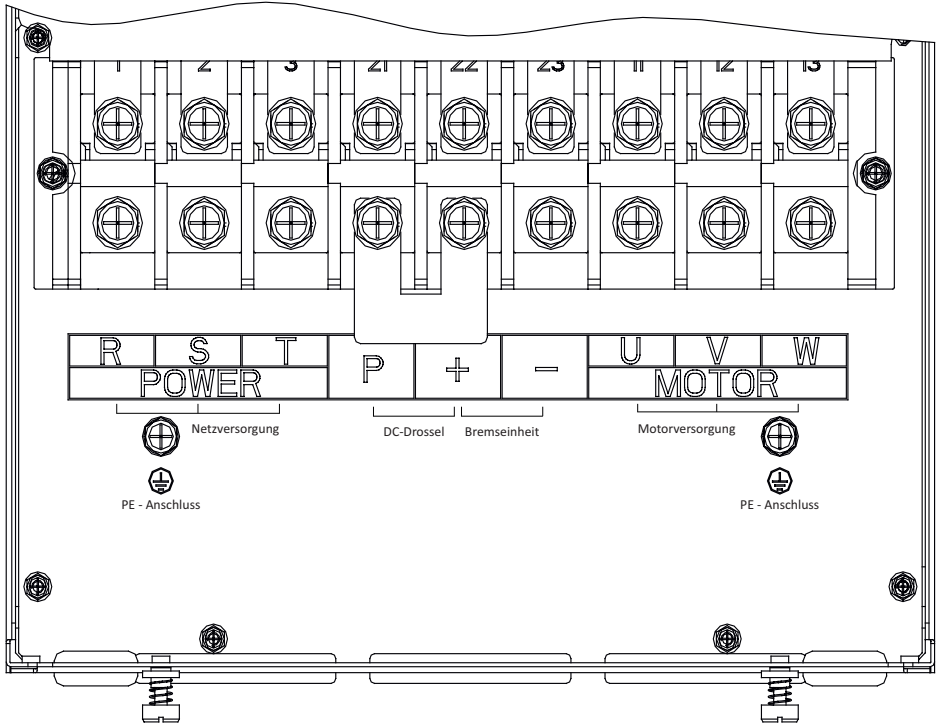 1 2 3 21 22 23 11 12 13
R S T P + - U V W
POWER MOTOR
Netzversorgung DC-Drossel Bremseinheit Motorversorgung
PE - Anschluss PE - Anschluss